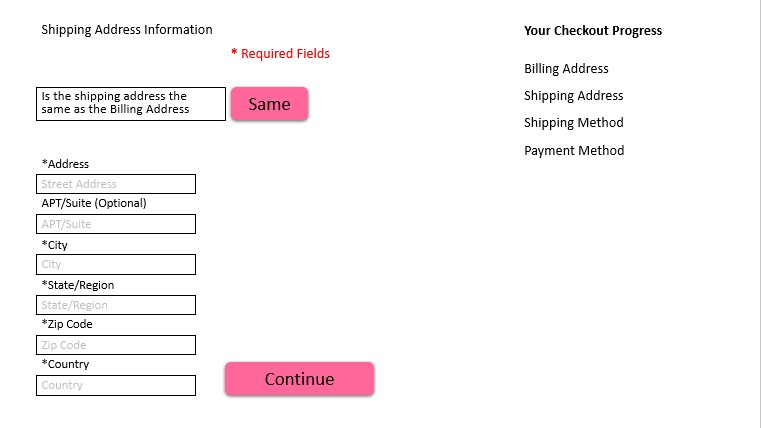 Shipping Address Information
* Required Fields
Is the shipping address the
same as the Billing Address
Same
*Address
Street Address
APT/Suite (Optional)
APT/Suite
*City
City
*State/Region
State/Region
*Zip Code
Zip Code
*Country
Country
Continue
Your Checkout Progress
Billing Address
Shipping Address
Shipping Method
Payment Method